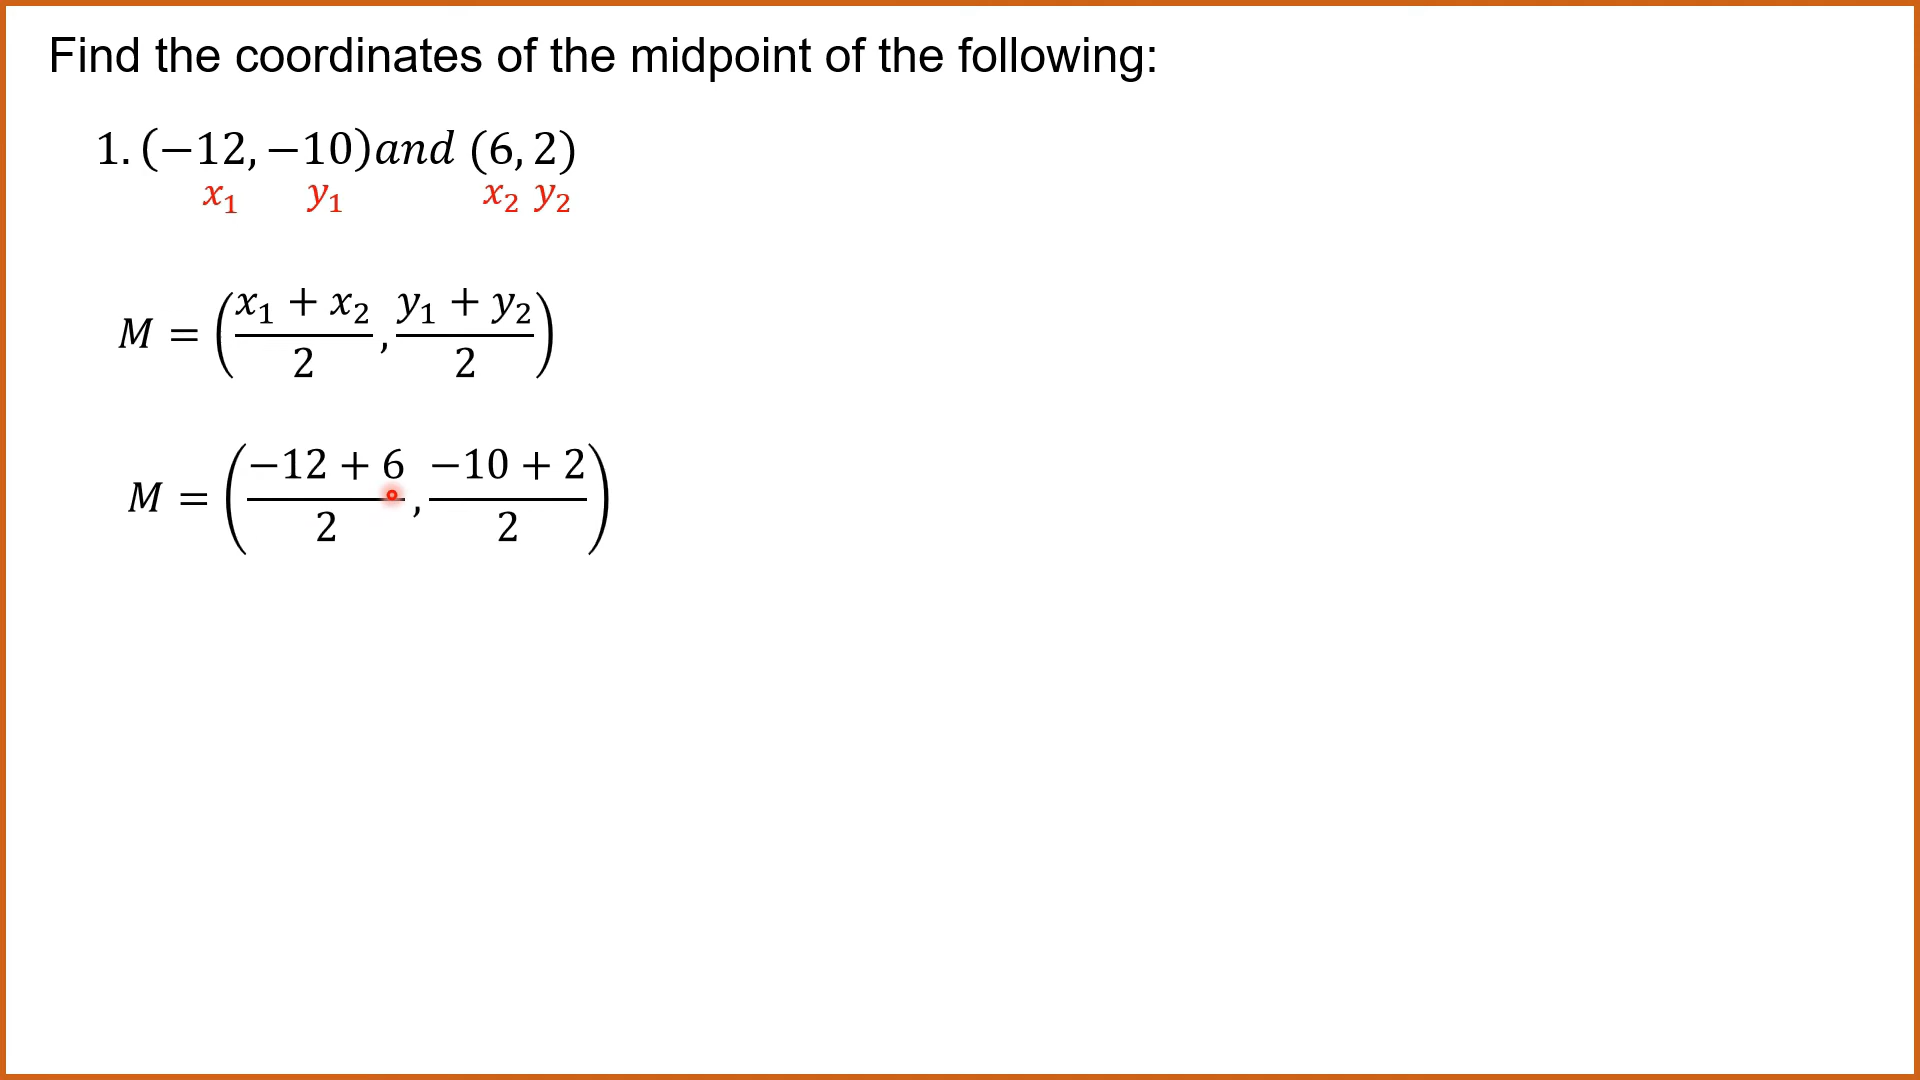 Find the coordinates of the midpoint of the following:
1. (−12, −10)and (6, 2)
x₁ y₁ x₂ y₂
M = (x₁ + x₂ / 2, y₁ + y₂ / 2)
M = (−12 + 6 / 2, −10 + 2 / 2)